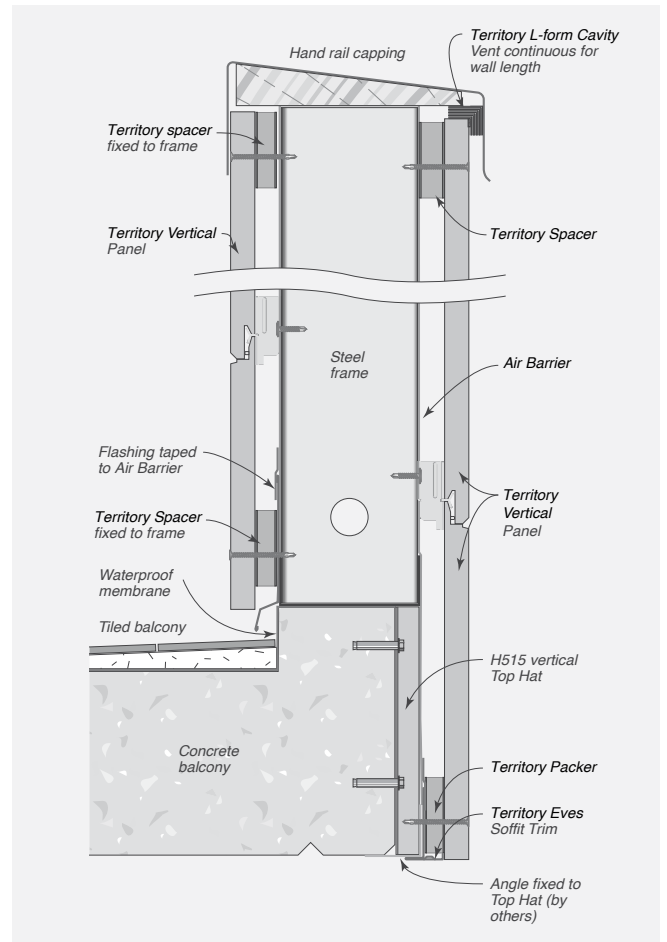 Hand rail capping
Territory L-form Cavity
Vent continuous for
wall length
Territory spacer
fixed to frame
Territory Vertical
Panel
Territory Spacer
Steel
frame
Air Barrier
Flashing taped
to Air Barrier
Territory
Vertical
Panel
Territory Spacer
fixed to frame
Waterproof
membrane
Tiled balcony
H515 vertical
Top Hat
Concrete
balcony
Territory Packer
Territory Eves
Soffit Trim
Angle fixed to
Top Hat (by
others)